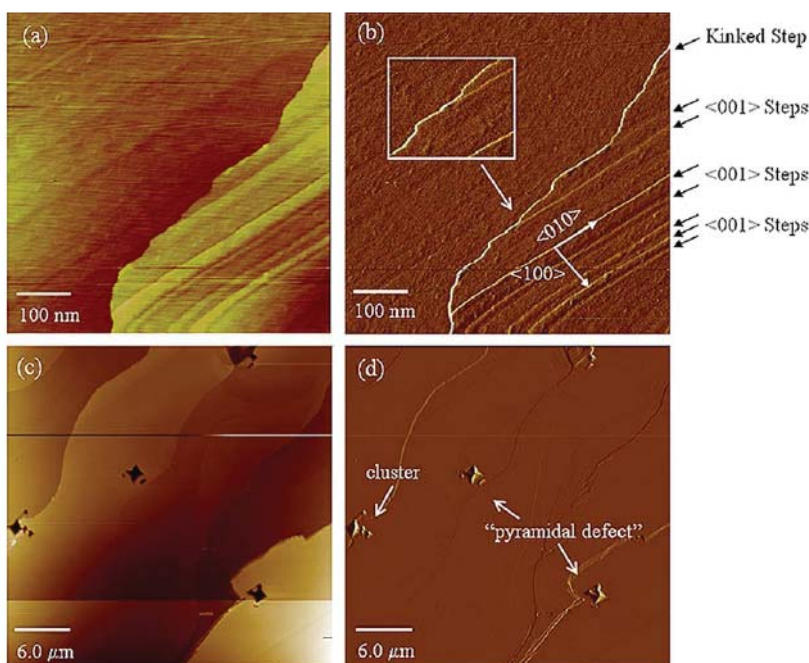 (a)
100 nm
(b)
<010>
<100>
100 nm
Kinked Step
<001> Steps
<001> Steps
<001> Steps
(c)
6.0 μm
(d)
cluster
“pyramidal defect”
6.0 μm